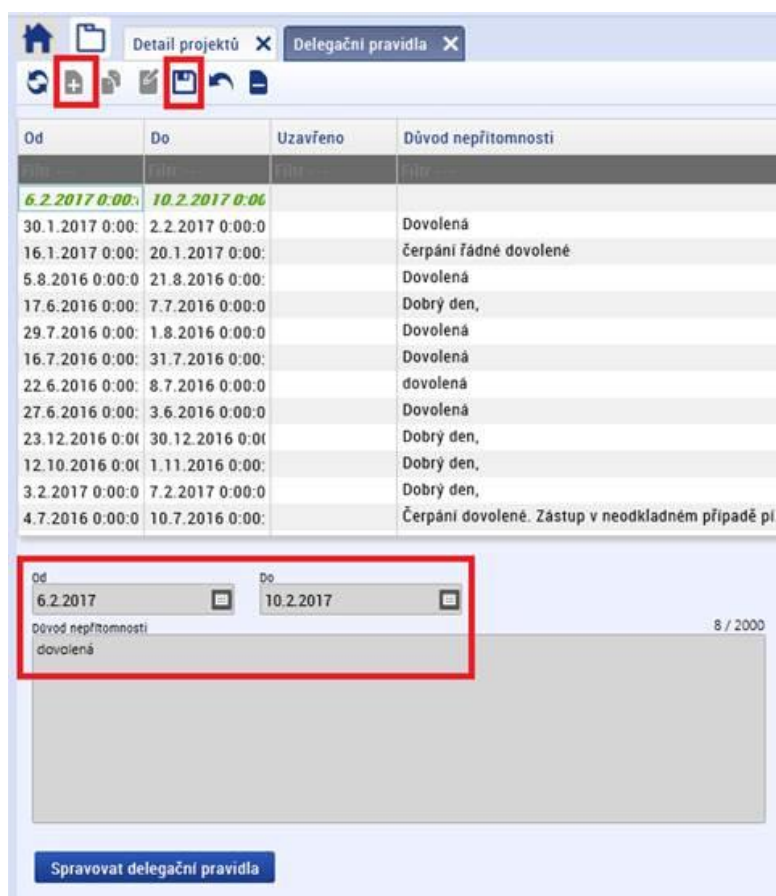 Detail projektů X Delegační pravidla X
Od Do Uzavřeno Důvod nepřítomnosti
Filtr --- Filtr --- Filtr --- Filtr ---
6.2.2017 0:00: 10.2.2017 0:00
30.1.2017 0:00: 2.2.2017 0:00:0 Dovolená
16.1.2017 0:00: 20.1.2017 0:00: čerpání řádné dovolené
5.8.2016 0:00:0 21.8.2016 0:00: Dovolená
17.6.2016 0:00: 7.7.2016 0:00:0 Dobrý den,
29.7.2016 0:00: 1.8.2016 0:00:0 Dovolená
16.7.2016 0:00: 31.7.2016 0:00: Dovolená
22.6.2016 0:00: 8.7.2016 0:00:0 dovolená
27.6.2016 0:00: 3.6.2016 0:00:0 Dovolená
23.12.2016 0:0( 30.12.2016 0:0( Dobrý den,
12.10.2016 0:0( 1.11.2016 0:00: Dobrý den,
3.2.2017 0:00:0 7.2.2017 0:00:0 Dobrý den,
4.7.2016 0:00:0 10.7.2016 0:00: Čerpání dovolené. Zástup v neodkladném případě pí
Od Do
6.2.2017 10.2.2017
Důvod nepřítomnosti 8 / 2000
dovolená
Spravovat delegační pravidla